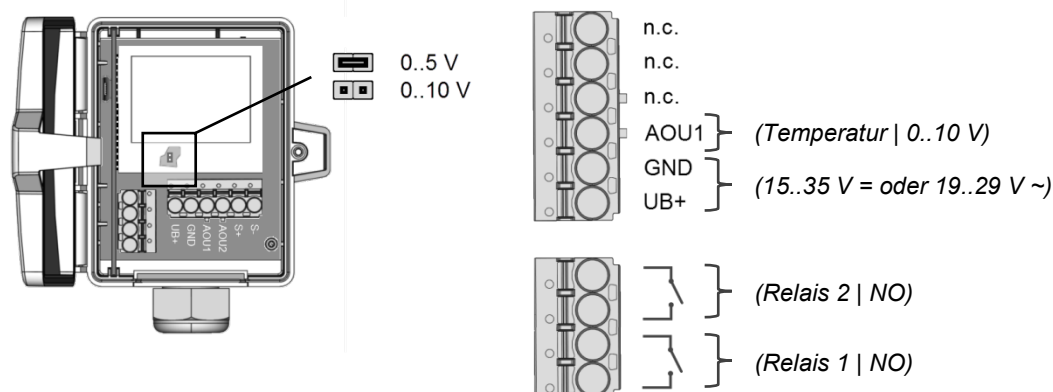 0..5 V
0..10 V
UB+
GND
AOU1
AOU2
S+
S-
n.c.
n.c.
n.c.
AOU1 (Temperatur | 0..10 V)
GND
UB+
(15..35 V = oder 19..29 V ~)
(Relais 2 | NO)
(Relais 1 | NO)